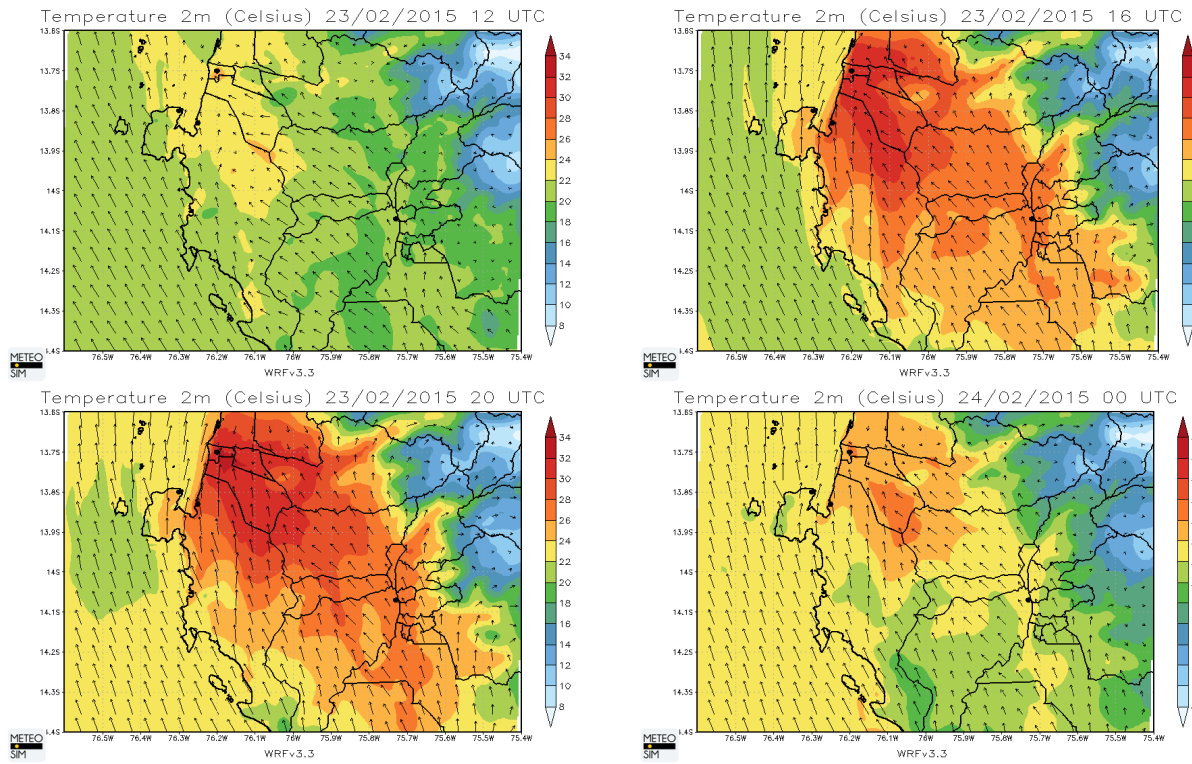 Temperature 2m (Celsius) 23/02/2015 12 UTC
13.6S
13.7S
13.8S
13.9S
14S
14.1S
14.2S
14.3S
4.4S
76.5W 76.4W 76.3W 76.2W 76.1W 76W 75.9W 75.8W 75.7W 75.6W 75.5W 75.4W
34
32
30
28
26
24
22
20
18
16
14
12
10
8
METEO
SIM
WRFv3.3
Temperature 2m (Celsius) 23/02/2015 16 UTC
13.6S
13.7S
13.8S
13.9S
14S
14.1S
14.2S
14.3S
4.4S
76.5W 76.4W 76.3W 76.2W 76.1W 76W 75.9W 75.8W 75.7W 75.6W 75.5W 75.4W
METEO
SIM
WRFv3.3
Temperature 2m (Celsius) 23/02/2015 20 UTC
13.6S
13.7S
13.8S
13.9S
14S
14.1S
14.2S
14.3S
4.4S
76.5W 76.4W 76.3W 76.2W 76.1W 76W 75.9W 75.8W 75.7W 75.6W 75.5W 75.4W
34
32
30
28
26
24
22
20
18
16
14
12
10
8
METEO
SIM
WRFv3.3
Temperature 2m (Celsius) 24/02/2015 00 UTC
13.6S
13.7S
13.8S
13.9S
14S
14.1S
14.2S
14.3S
4.4S
76.5W 76.4W 76.3W 76.2W 76.1W 76W 75.9W 75.8W 75.7W 75.6W 75.5W 75.4W
METEO
SIM
WRFv3.3